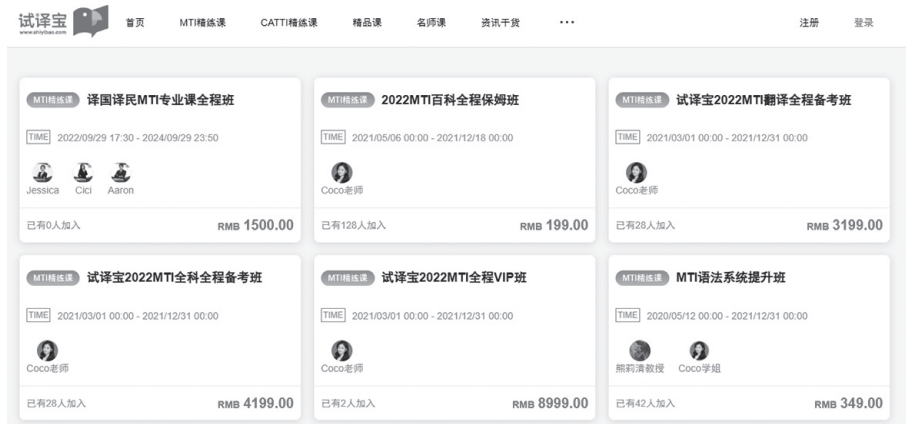 试译宝
www.shiyibao.com
首页 MTI精练课 CATTI精练课 精品课 名师课 资讯干货 ••• 注册 登录
MTI精练课 译国译民MTI专业课全程班
TIME 2022/09/29 17:30 - 2024/09/29 23:50
Jessica Cici Aaron
已有0人加入 RMB 1500.00
MTI精练课 2022MTI百科全程保姆班
TIME 2021/05/06 00:00 - 2021/12/18 00:00
Coco老师
已有128人加入 RMB 199.00
MTI精练课 试译宝2022MTI翻译全程备考班
TIME 2021/03/01 00:00 - 2021/12/31 00:00
Coco老师
已有28人加入 RMB 3199.00
MTI精练课 试译宝2022MTI全科全程备考班
TIME 2021/03/01 00:00 - 2021/12/31 00:00
Coco老师
已有28人加入 RMB 4199.00
MTI精练课 试译宝2022MTI全程VIP班
TIME 2021/03/01 00:00 - 2021/12/31 00:00
Coco老师
已有2人加入 RMB 8999.00
MTI精练课 MTI语法系统提升班
TIME 2020/05/12 00:00 - 2021/12/31 00:00
熊莉清教授 Coco学姐
已有42人加入 RMB 349.00